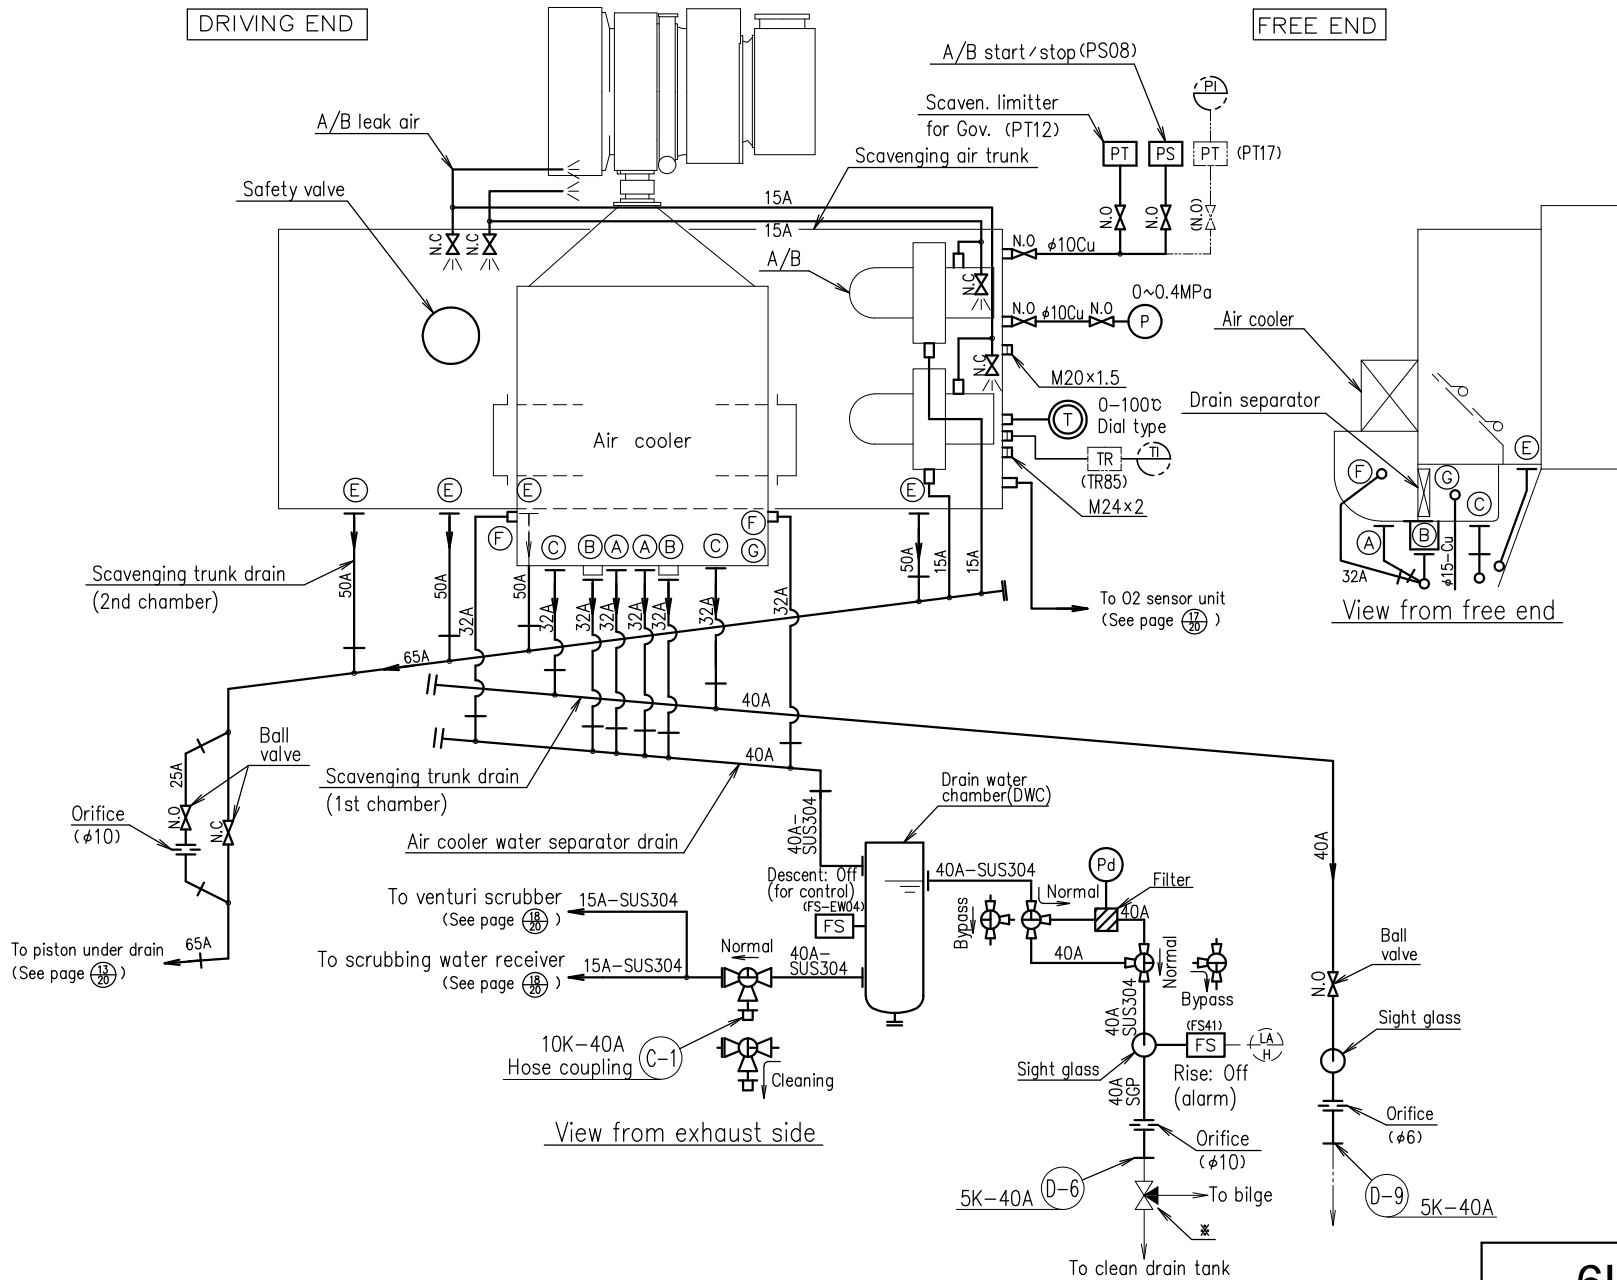 DRIVING END
FREE END
A/B start/stop(PS08)
PI
Scaven. limitter
for Gov. (PT12)
A/B leak air
PT
PS
PT
(PT17)
Scavenging air trunk
Safety valve
15A
15A
N.O
N.O
(N.O)
N.C
N.C
N.O
φ10Cu
A/B
N.C
0~0.4MPa
N.O
φ10Cu
N.O
P
Air cooler
N.C
M20×1.5
Drain separator
T
0-100℃
Dial type
Air cooler
TR
TI
(TR85)
M24×2
E
E
E
E
F
F
G
C
B
A
A
B
C
E
F
G
C
A
B
32A
φ15-Cu
View from free end
Scavenging trunk drain
(2nd chamber)
50A
50A
50A
50A
15A
15A
32A
32A
32A
32A
32A
32A
32A
32A
To O2 sensor unit
(See page 17/20 )
65A
40A
40A
Ball
valve
25A
N.O
N.C
Orifice
(φ10)
Scavenging trunk drain
(1st chamber)
Air cooler water separator drain
Drain water
chamber(DWC)
40A-
SUS304
40A
Descent: Off
(for control)
(FS-EW04)
FS
40A-SUS304
Normal
Bypass
Pd
Filter
40A
40A
Normal
Bypass
To venturi scrubber
(See page 18/20 )
15A-SUS304
To scrubbing water receiver
(See page 18/20 )
15A-SUS304
Normal
40A-
SUS304
To piston under drain
(See page 13/20 )
65A
Ball
valve
N.O
10K-40A
Hose coupling
C-1
Cleaning
40A
SUS304
(FS41)
FS
LA
H
Sight glass
Rise: Off
(alarm)
Sight glass
40A
SGP
Orifice
(φ6)
Orifice
(φ10)
View from exhaust side
5K-40A
D-6
D-9
5K-40A
To bilge
※
To clean drain tank